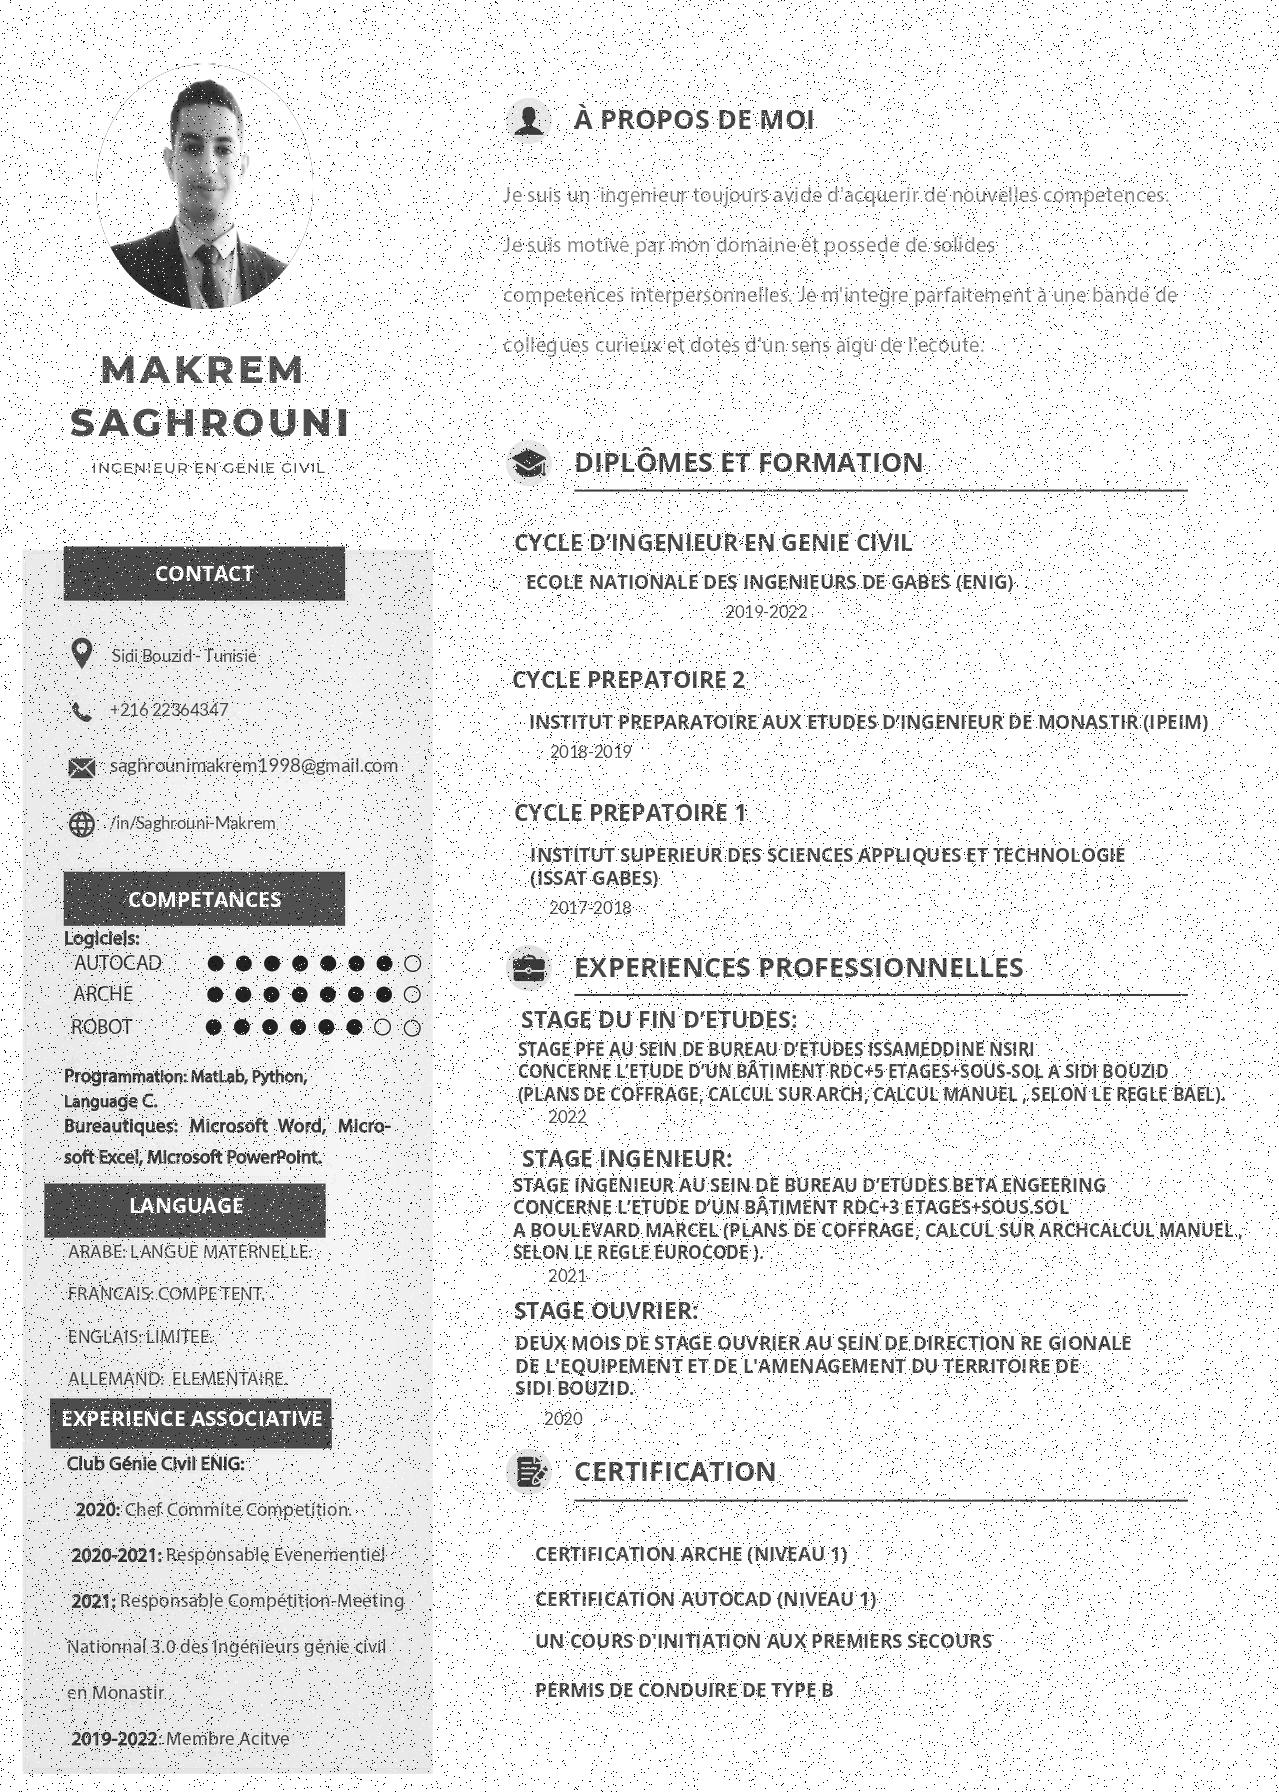 MAKREM
SAGHROUNI
INGENIEUR EN GENIE CIVIL
CONTACT
Sidi Bouzid - Tunisie
+216 22364347
saghrounimakrem1998@gmail.com
/in/Saghrouni-Makrem
COMPETANCES
Logiciels:
AUTOCAD
ARCHE
ROBOT
Programmation: MatLab, Python,
Language C.
Bureautiques: Microsoft Word, Micro-
soft Excel, Microsoft PowerPoint.
LANGUAGE
ARABE: LANGUE MATERNELLE.
FRANCAIS: COMPE TENT.
ENGLAIS: LIMITEE.
ALLEMAND: ELEMENTAIRE.
EXPERIENCE ASSOCIATIVE
Club Génie Civil ENIG:
2020: Chef Commite Competition.
2020-2021: Responsable Evenementiel
2021: Responsable Compétition-Meeting
Nationnal 3.0 des Ingénieurs génie civil
en Monastir
2019-2022: Membre Acitve
À PROPOS DE MOI
Je suis un ingenieur toujours avide d'acquerir de nouvelles competences.
Je suis motive par mon domaine et possede de solides
competences interpersonnelles. Je m'integre parfaitement à une bande de
collegues curieux et dotes d'un sens aigu de l'ecoute.
DIPLÔMES ET FORMATION
CYCLE D'INGENIEUR EN GENIE CIVIL
ECOLE NATIONALE DES INGENIEURS DE GABES (ENIG)
2019-2022
CYCLE PREPATOIRE 2
INSTITUT PREPARATOIRE AUX ETUDES D'INGENIEUR DE MONASTIR (IPEIM)
2018-2019
CYCLE PREPATOIRE 1
INSTITUT SUPERIEUR DES SCIENCES APPLIQUES ET TECHNOLOGIE
(ISSAT GABES)
2017-2018
EXPERIENCES PROFESSIONNELLES
STAGE DU FIN D'ETUDES:
STAGE PFE AU SEIN DE BUREAU D'ETUDES ISSAMEDDINE NSIRI
CONCERNE L'ETUDE D'UN BÂTIMENT RDC+5 ETAGES+SOUS-SOL A SIDI BOUZID
(PLANS DE COFFRAGE, CALCUL SUR ARCH, CALCUL MANUEL , SELON LE REGLE BAEL).
2022
STAGE INGENIEUR:
STAGE INGENIEUR AU SEIN DE BUREAU D'ETUDES BETA ENGEERING
CONCERNE L'ETUDE D'UN BÂTIMENT RDC+3 ETAGES+SOUS.SOL
A BOULEVARD MARCEL (PLANS DE COFFRAGE, CALCUL SUR ARCHCALCUL MANUEL ,
SELON LE REGLE EUROCODE ).
2021
STAGE OUVRIER:
DEUX MOIS DE STAGE OUVRIER AU SEIN DE DIRECTION RE GIONALE
DE L'EQUIPEMENT ET DE L'AMENAGEMENT DU TERRITOIRE DE
SIDI BOUZID.
2020
CERTIFICATION
CERTIFICATION ARCHE (NIVEAU 1)
CERTIFICATION AUTOCAD (NIVEAU 1)
UN COURS D'INITIATION AUX PREMIERS SECOURS
PERMIS DE CONDUIRE DE TYPE B